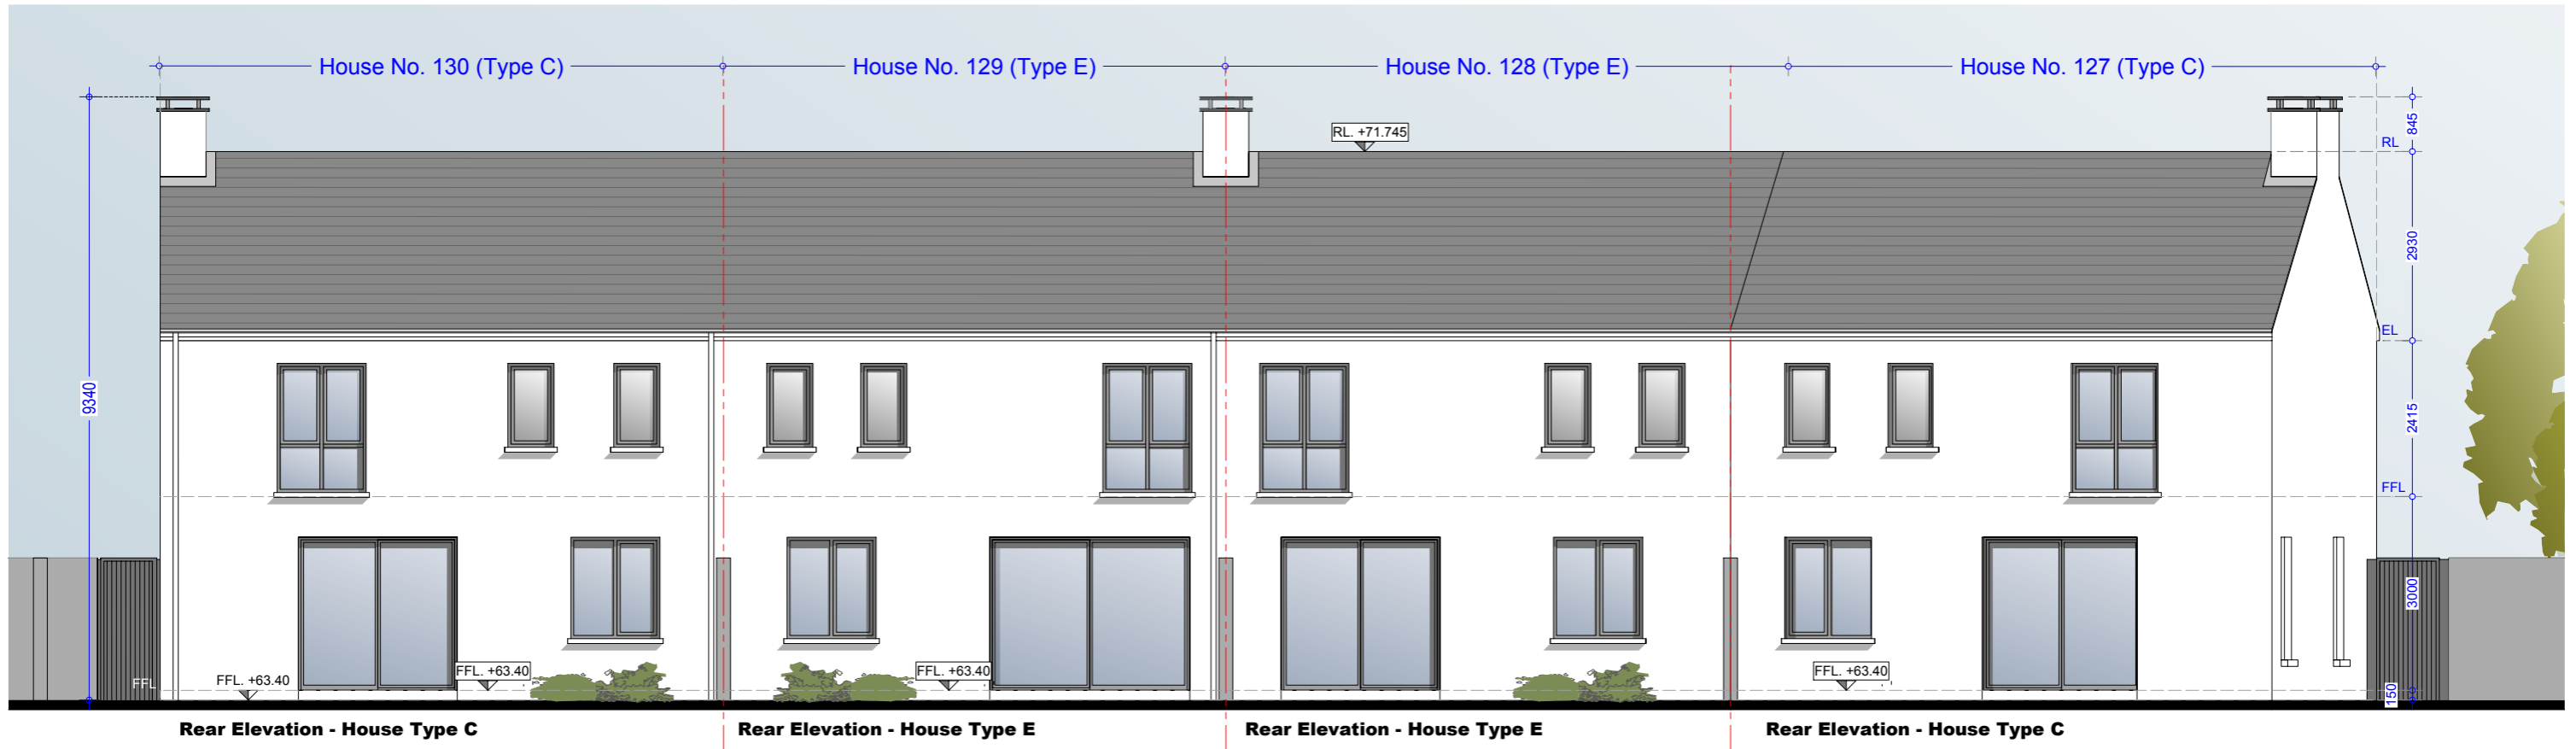 House No. 130 (Type C)
House No. 129 (Type E)
House No. 128 (Type E)
House No. 127 (Type C)
RL. +71.745
845
RL
2930
EL
9340
2415
FFL
3000
FFL
FFL. +63.40
FFL. +63.40
FFL. +63.40
FFL. +63.40
150
Rear Elevation - House Type C
Rear Elevation - House Type E
Rear Elevation - House Type E
Rear Elevation - House Type C